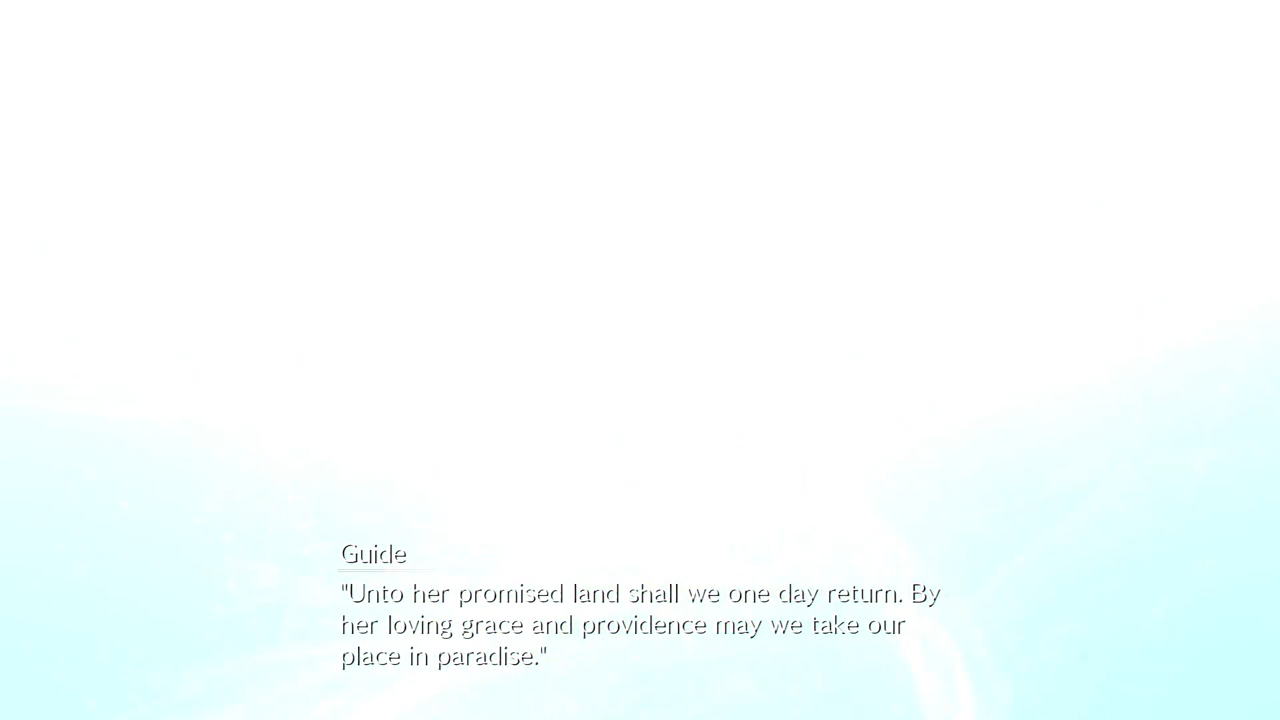 Guide
"Unto her promised land shall we one day return. By
her loving grace and providence may we take our
place in paradise."